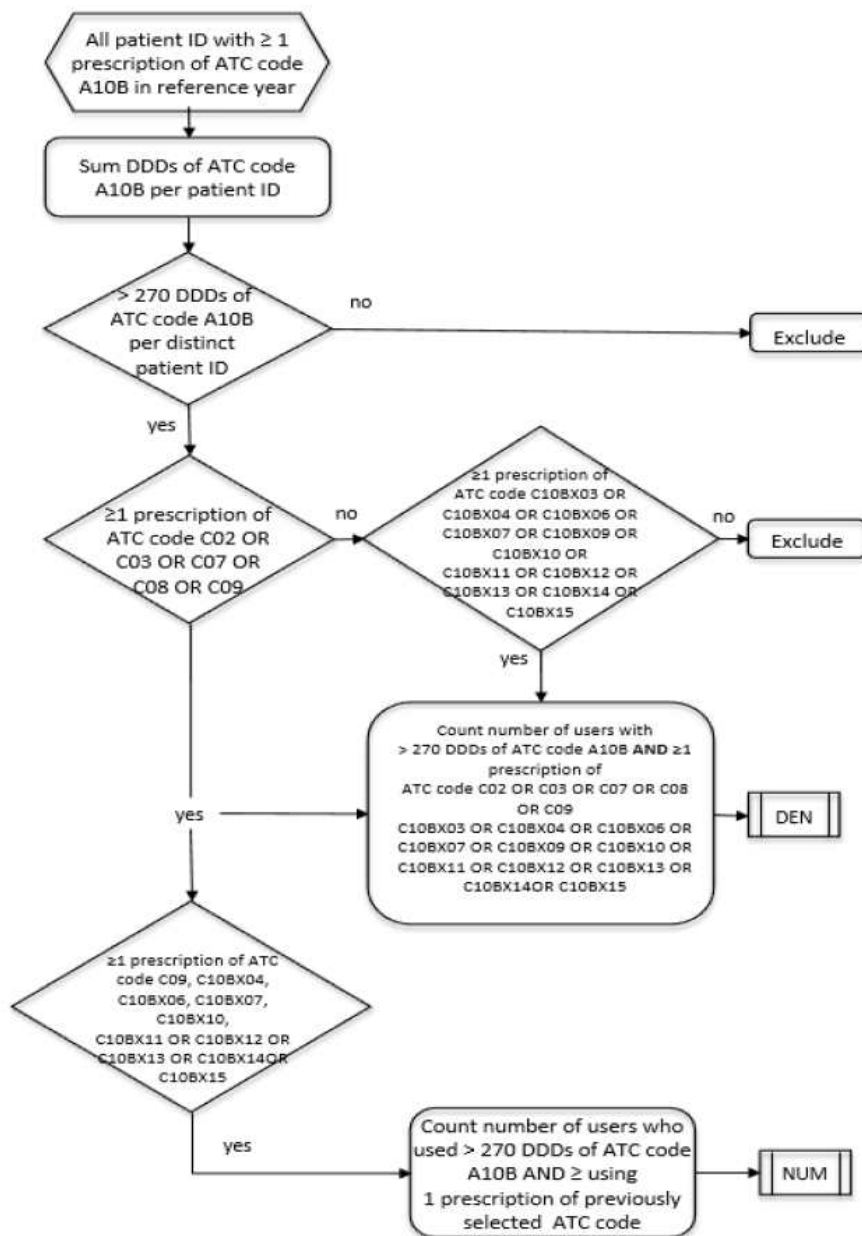 All patient ID with ≥ 1
prescription of ATC code
A10B in reference year
Sum DDDs of ATC code
A10B per patient ID
> 270 DDDs of
ATC code A10B
per distinct
patient ID
no
Exclude
yes
≥1 prescription of
ATC code C02 OR
C03 OR C07 OR
C08 OR C09
no
≥1 prescription of
ATC code C10BX03 OR
C10BX04 OR C10BX06 OR
C10BX07 OR C10BX09 OR
C10BX10 OR
C10BX11 OR C10BX12 OR
C10BX13 OR C10BX14 OR
C10BX15
no
Exclude
yes
Count number of users with
> 270 DDDs of ATC code A10B AND ≥1
prescription of
ATC code C02 OR C03 OR C07 OR C08
OR C09
C10BX03 OR C10BX04 OR C10BX06 OR
C10BX07 OR C10BX09 OR C10BX10 OR
C10BX11 OR C10BX12 OR C10BX13 OR
C10BX14OR C10BX15
DEN
yes
≥1 prescription of ATC
code C09, C10BX04,
C10BX06, C10BX07,
C10BX10,
C10BX11 OR C10BX12 OR
C10BX13 OR C10BX14OR
C10BX15
yes
Count number of users who
used > 270 DDDs of ATC code
A10B AND ≥ using
1 prescription of previously
selected ATC code
NUM